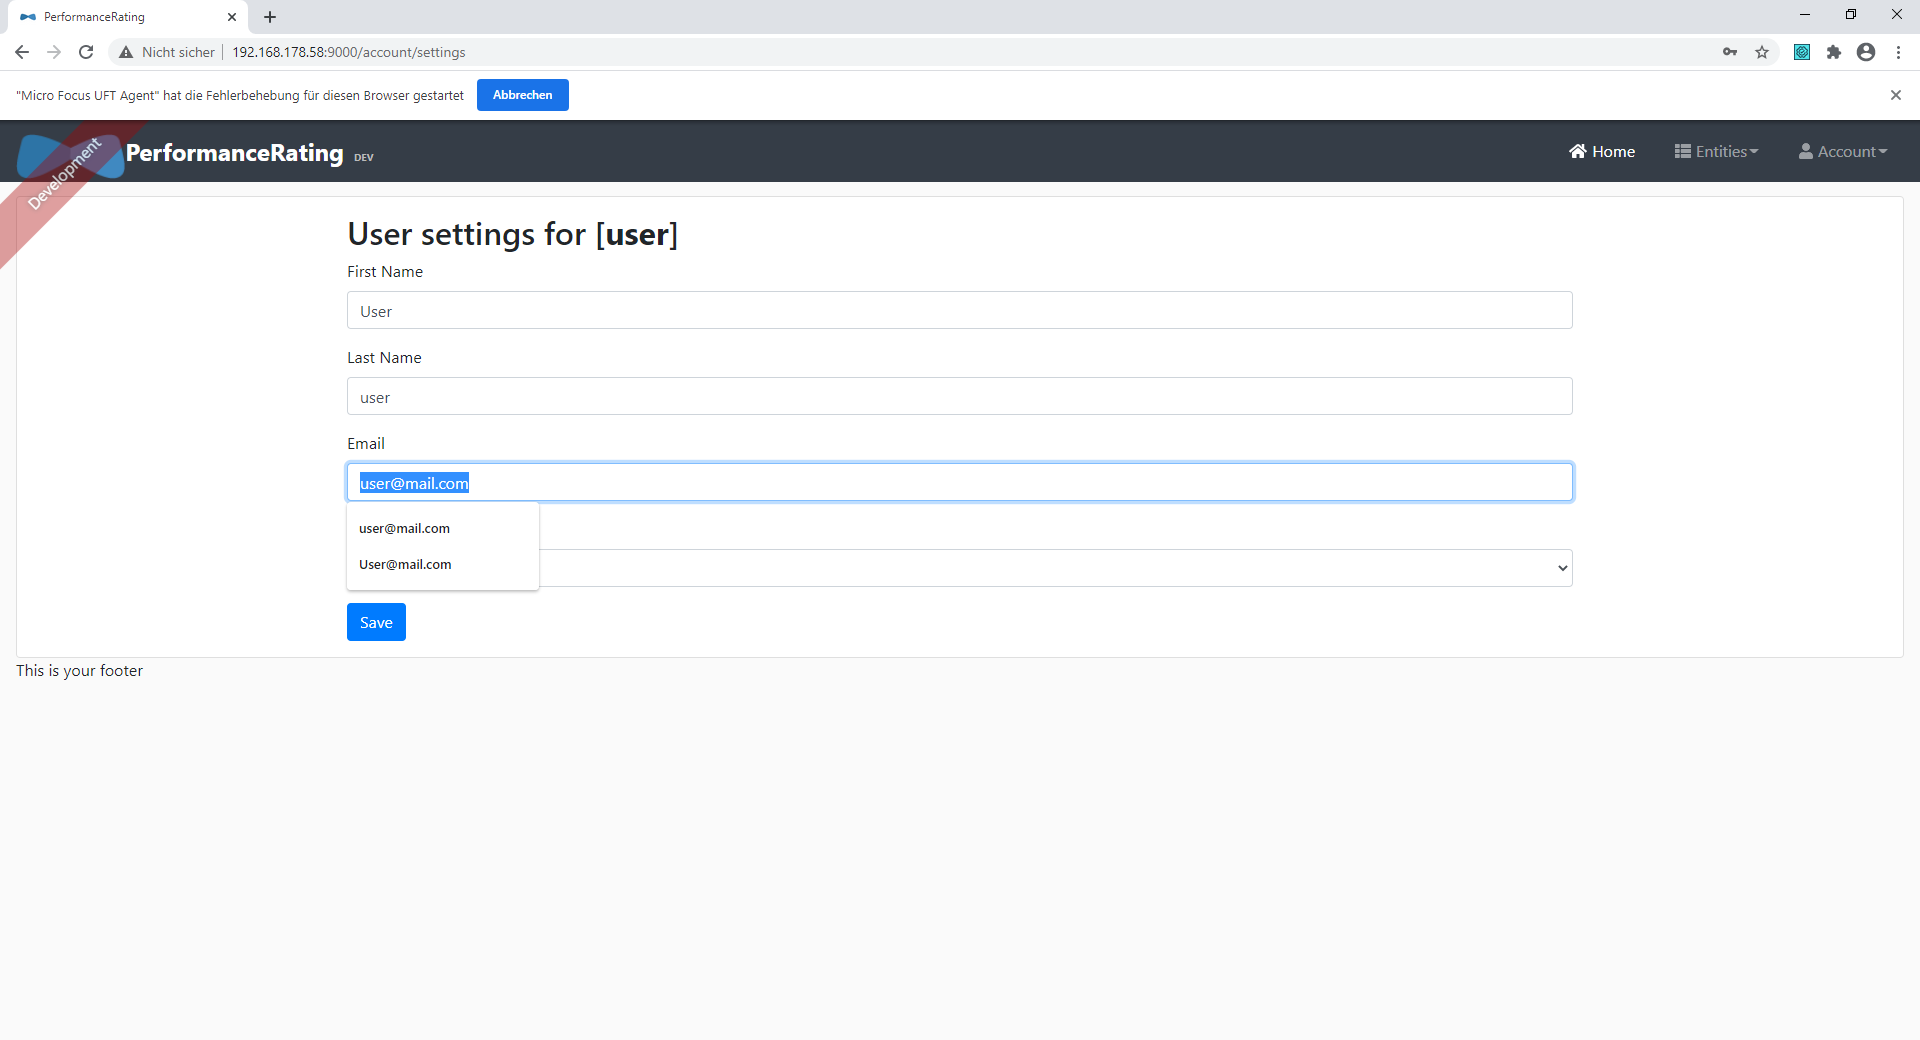 PerformanceRating
Nicht sicher 192.168.178.58:9000/account/settings
"Micro Focus UFT Agent" hat die Fehlerbehebung für diesen Browser gestartet Abbrechen
Development
PerformanceRating DEV Home Entities Account
User settings for [user]
First Name
User
Last Name
user
Email
user@mail.com
user@mail.com
User@mail.com
Save
This is your footer